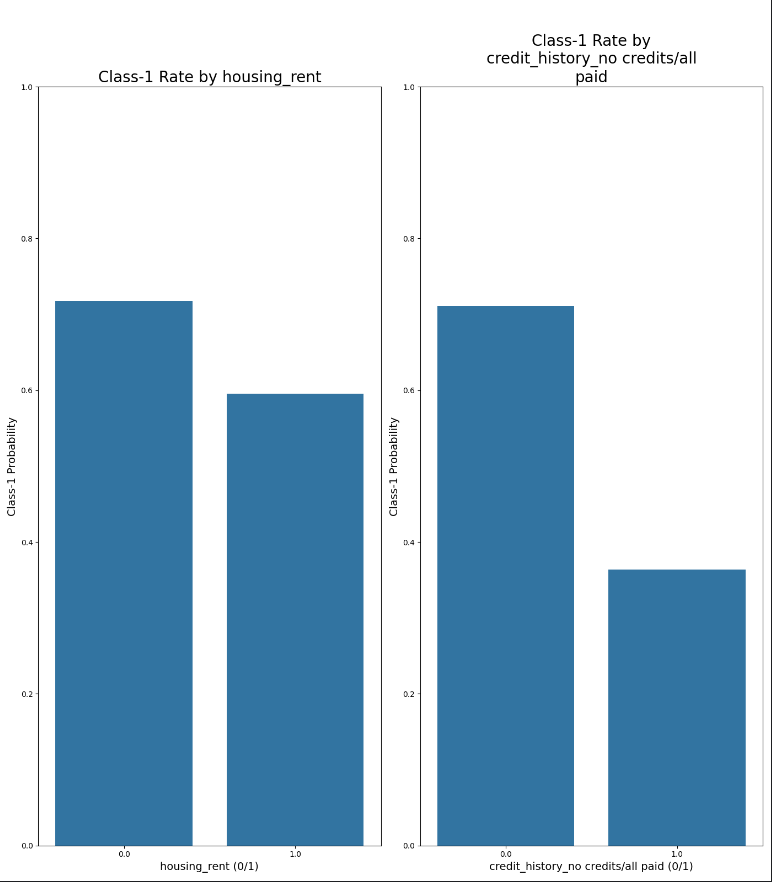 Class-1 Rate by housing_rent
1.0
0.8
0.6
0.4
0.2
0.0
Class-1 Probability
0.0
1.0
housing_rent (0/1)
Class-1 Rate by
credit_history_no credits/all
paid
1.0
0.8
0.6
0.4
0.2
0.0
Class-1 Probability
0.0
1.0
credit_history_no credits/all paid (0/1)